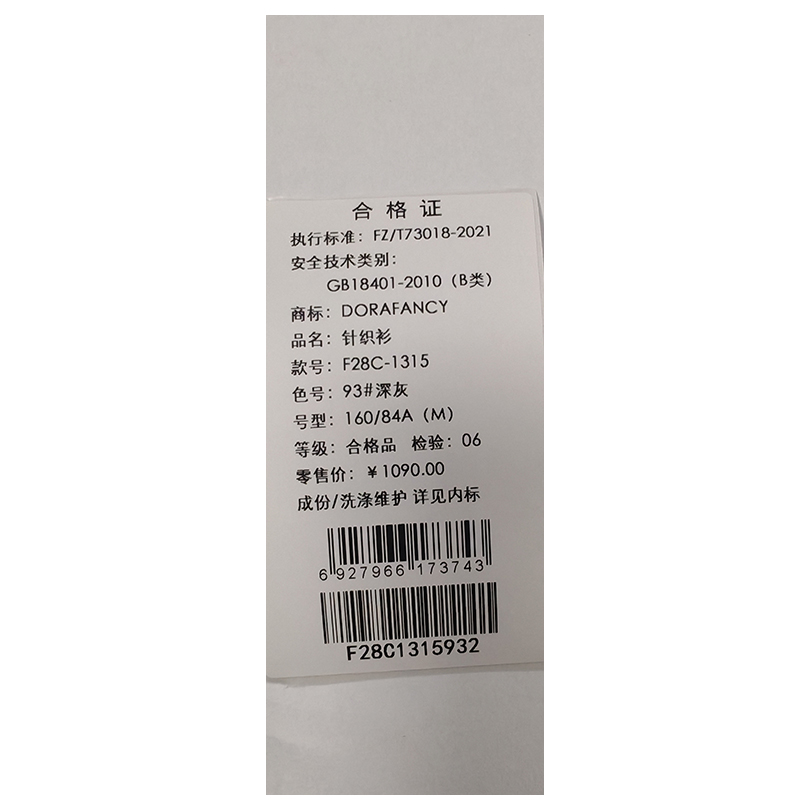 合格证
执行标准：FZ/T73018-2021
安全技术类别：
GB18401-2010（B类）
商标：DORAFANCY
品名：针织衫
款号：F28C-1315
色号：93#深灰
号型：160/84A（M）
等级：合格品 检验：06
零售价：￥1090.00
成份/洗涤维护 详见内标
6 927966 173743
F28C1315932